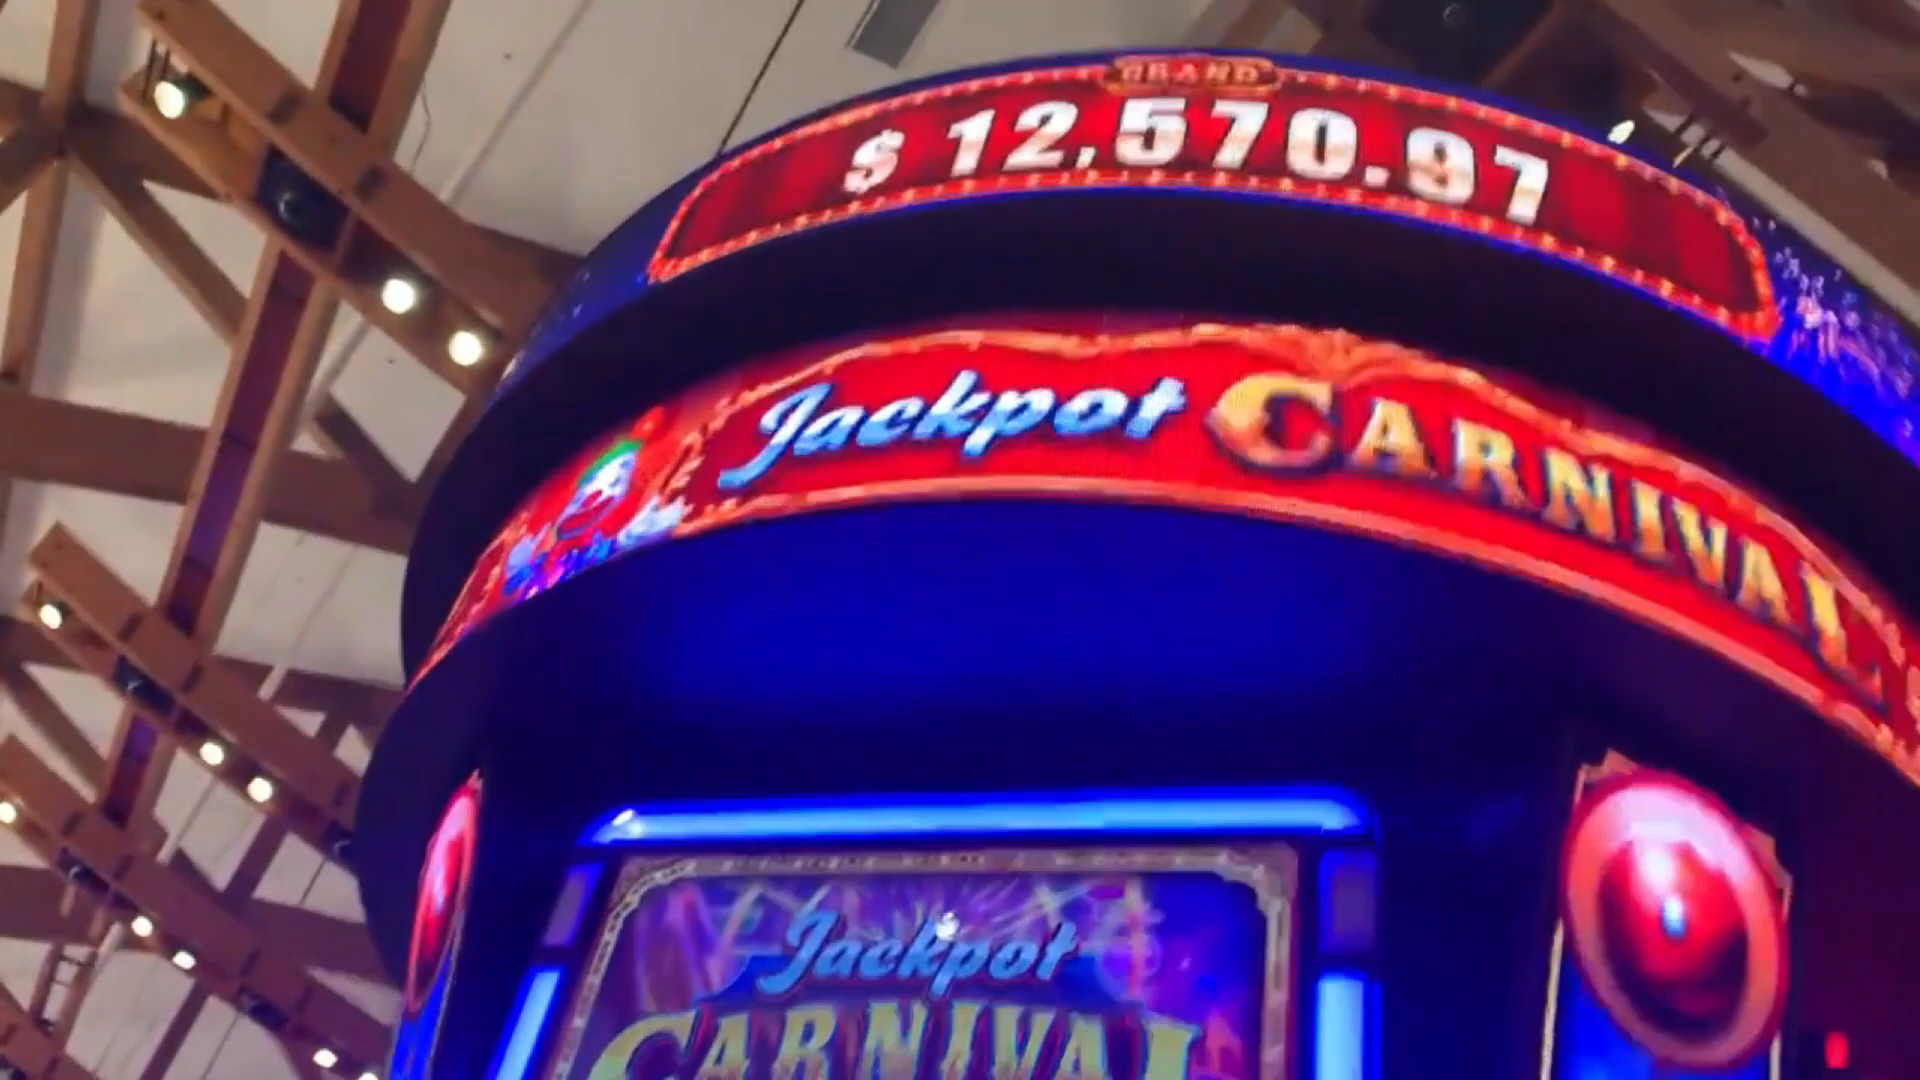 GRAND
$ 12,570.97
Jackpot CARNIVAL
Jackpot
CARNIVAL